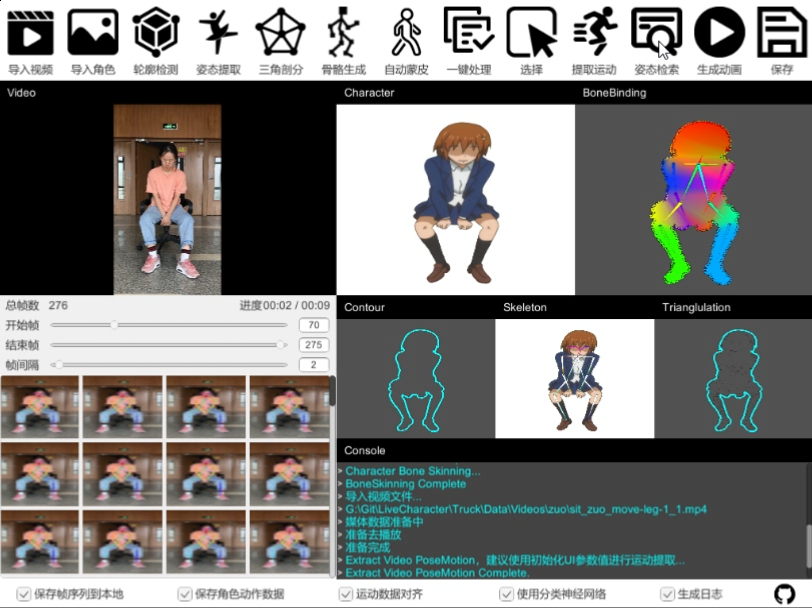 导入视频 导入角色 轮廓检测 姿态提取 三角剖分 骨骼生成 自动蒙皮 一键处理 选择 提取运动 姿态检索 生成动画 保存
Video
Character
BoneBinding
总帧数 276 进度00:02 / 00:09
开始帧 70
结束帧 275
帧间隔 2
Contour
Skeleton
Trianglulation
Console
> Character Bone Skinning...
> BoneSkinning Complete
> 导入视频文件...
> G:\Git\LiveCharacter\Truck\Data\Videos\zuo\sit_zuo_move-leg-1_1.mp4
> 媒体数据准备中
> 准备去播放
> 准备完成
> Extract Video PoseMotion，建议使用初始化UI参数值进行运动提取...
> Extract Video PoseMotion Complete.
保存帧序列到本地 保存角色动作数据 运动数据对齐 使用分类神经网络 生成日志